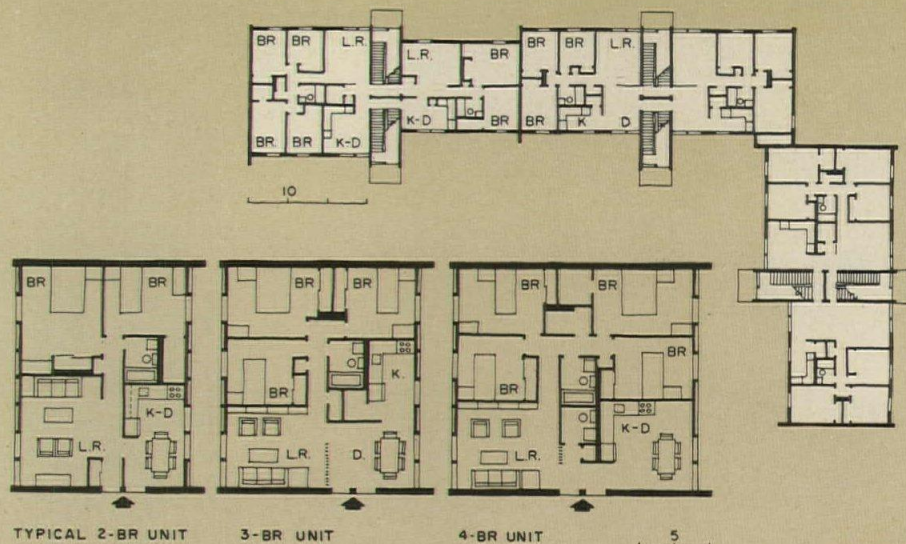 BR BR L.R. L.R. BR BR BR L.R.
BR. BR K-D K-D BR BR K D
10
BR BR BR BR BR BR
BR K. BR BR
K-D K-D
L.R. L.R. D. L.R.
TYPICAL 2-BR UNIT 3-BR UNIT 4-BR UNIT 5